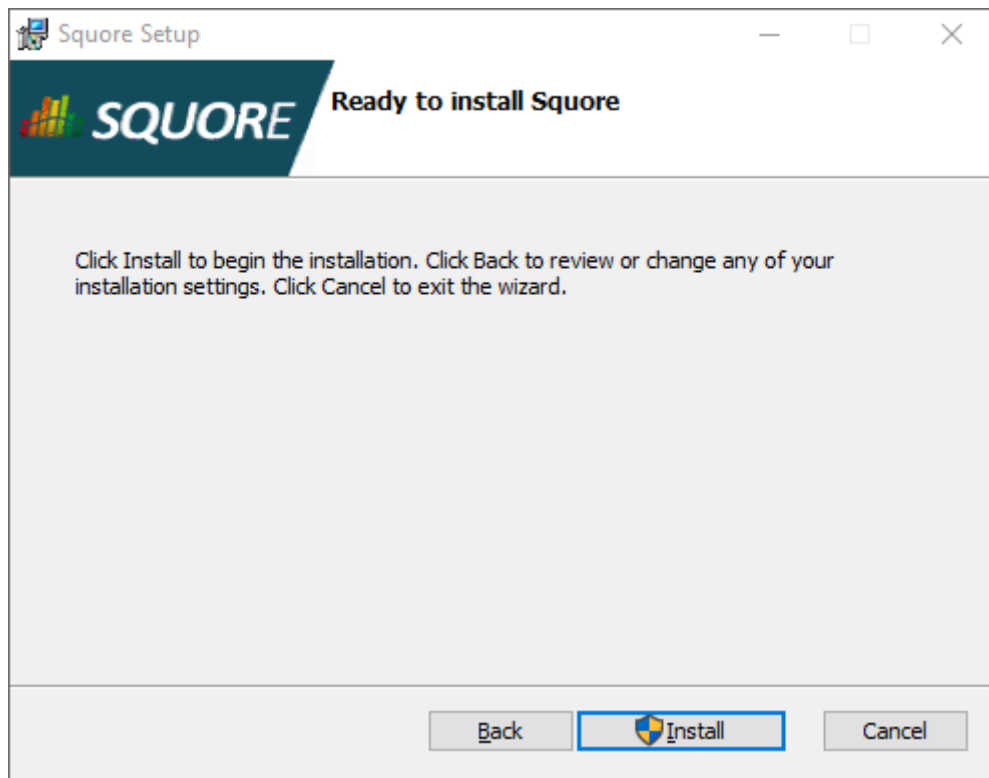 Squore Setup
SQUORE
Ready to install Squore
Click Install to begin the installation. Click Back to review or change any of your
installation settings. Click Cancel to exit the wizard.
Back
Install
Cancel